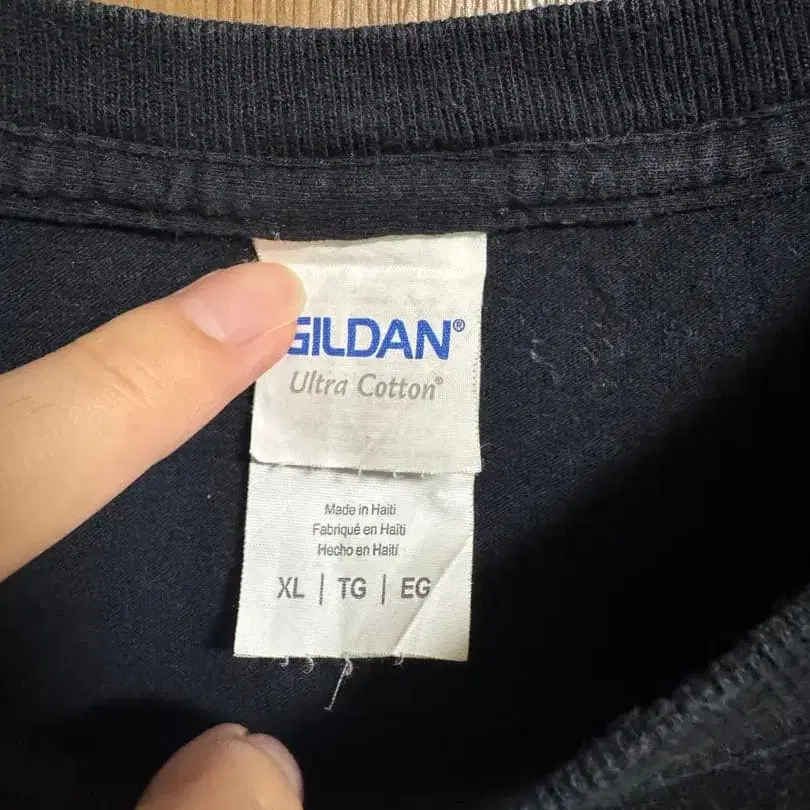 GILDAN®
Ultra Cotton®
Made in Haiti
Fabriqué en Haïti
Hecho en Haití
XL | TG | EG